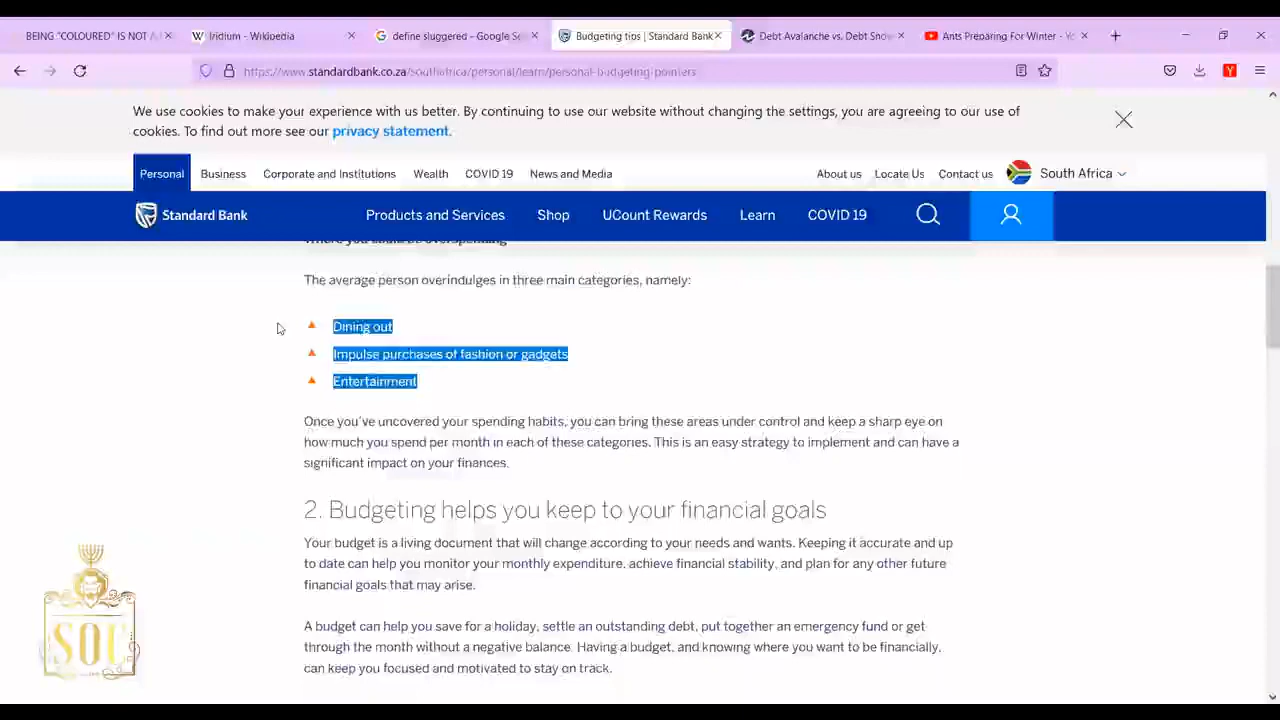 BEING "COLOURED" IS NOT A
Iridium - Wikipedia
define sluggered - Google Se
Budgeting tips | Standard Bank
Debt Avalanche vs. Debt Snow
Ants Preparing For Winter - Yo
https://www.standardbank.co.za/southafrica/personal/learn/personal-budgeting-pointers
We use cookies to make your experience with us better. By continuing to use our website without changing the settings, you are agreeing to our use of
cookies. To find out more see our privacy statement.
Personal Business Corporate and Institutions Wealth COVID 19 News and Media About us Locate Us Contact us South Africa
Standard Bank Products and Services Shop UCount Rewards Learn COVID 19
Where you could be overspending
The average person overindulges in three main categories, namely:
Dining out
Impulse purchases of fashion or gadgets
Entertainment
Once you've uncovered your spending habits, you can bring these areas under control and keep a sharp eye on
how much you spend per month in each of these categories. This is an easy strategy to implement and can have a
significant impact on your finances.
2. Budgeting helps you keep to your financial goals
Your budget is a living document that will change according to your needs and wants. Keeping it accurate and up
to date can help you monitor your monthly expenditure, achieve financial stability, and plan for any other future
financial goals that may arise.
A budget can help you save for a holiday, settle an outstanding debt, put together an emergency fund or get
through the month without a negative balance. Having a budget, and knowing where you want to be financially,
can keep you focused and motivated to stay on track.
SOC